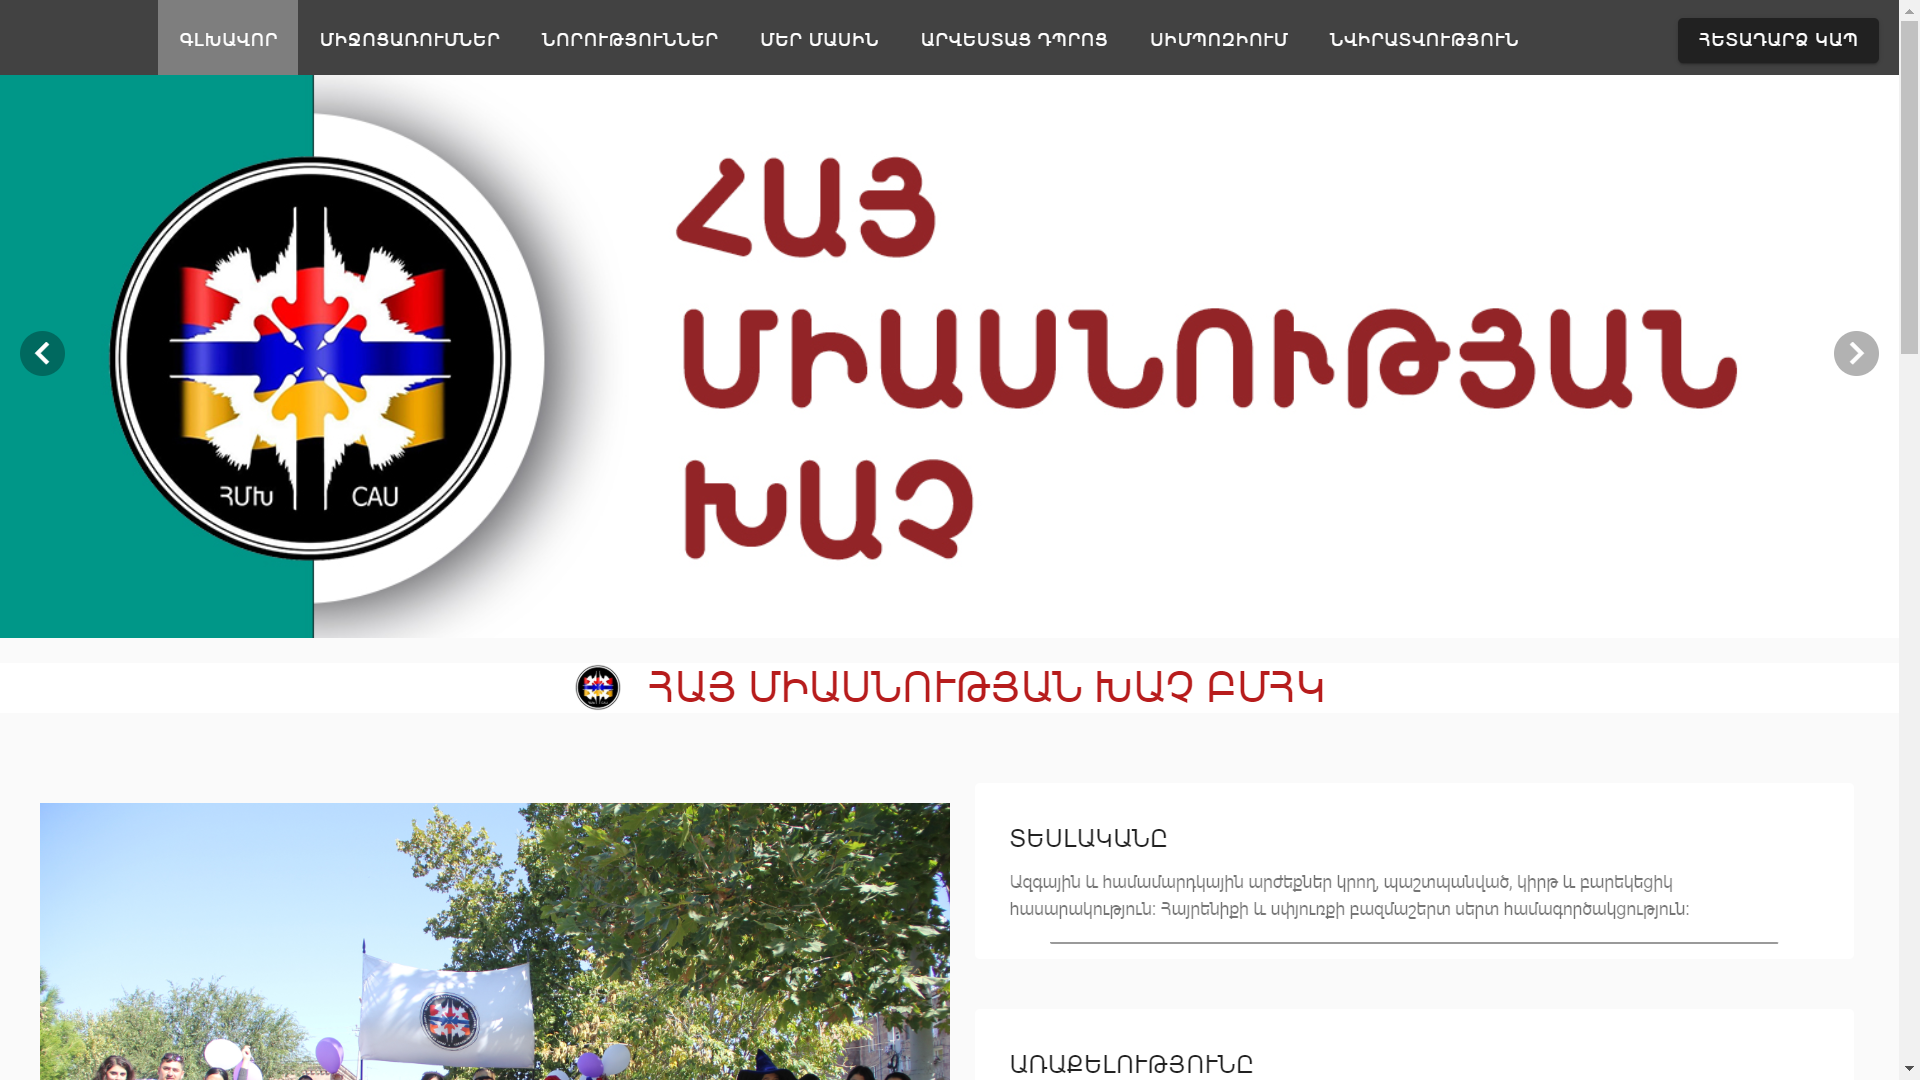 ԳԼԽԱՎՈՐ ՄԻՋՈՑԱՌՈՒՄՆԵՐ ՆՈՐՈՒԹՅՈՒՆՆԵՐ ՄԵՐ ՄԱՍԻՆ ԱՐՎԵՍՏԱՑ ԴՊՐՈՑ ՍԻՄՊՈԶԻՈՒՄ ՆՎԻՐԱՏՎՈՒԹՅՈՒՆ ՀԵՏԱԴԱՐՁ ԿԱՊ
ՀԱՅ
ՄԻԱՍՆՈՒԹՅԱՆ
ԽԱՉ
ՀՄԽ CAU
ՀԱՅ ՄԻԱՍՆՈՒԹՅԱՆ ԽԱՉ ԲՄՀԿ
ՏԵՍԼԱԿԱՆԸ
Ազգային և համամարդկային արժեքներ կրող, պաշտպանված, կիրթ և բարեկեցիկ
հասարակություն: Հայրենիքի և սփյուռքի բազմաշերտ սերտ համագործակցություն:
ԱՌԱՔԵԼՈՒԹՅՈՒՆԸ